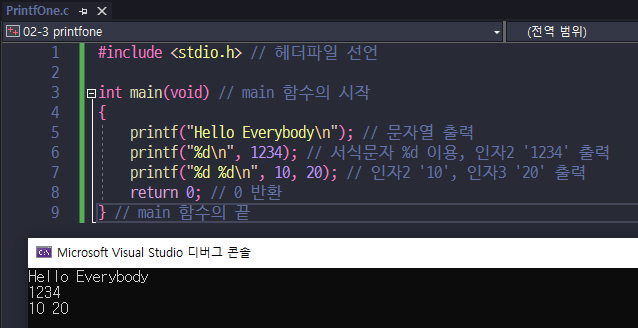 PrintfOne.c
02-3 printfone
(전역 범위)
1 #include <stdio.h> // 헤더파일 선언
2
3 int main(void) // main 함수의 시작
4 {
5 printf("Hello Everybody\n"); // 문자열 출력
6 printf("%d\n", 1234); // 서식문자 %d 이용, 인자2 '1234' 출력
7 printf("%d %d\n", 10, 20); // 인자2 '10', 인자3 '20' 출력
8 return 0; // 0 반환
9 } // main 함수의 끝
Microsoft Visual Studio 디버그 콘솔
Hello Everybody
1234
10 20